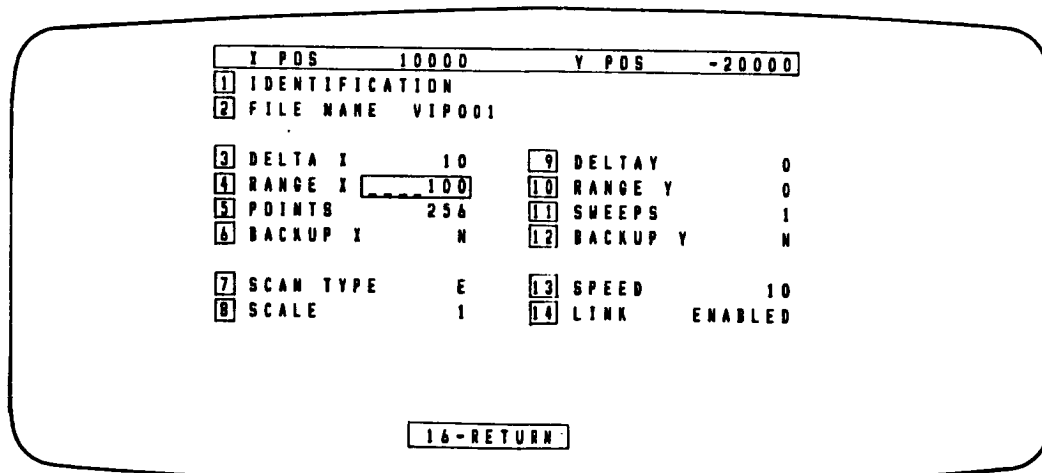 X POS 10000 Y POS -20000
1 IDENTIFICATION
2 FILE NAME VIP001
3 DELTA X 10 9 DELTAY 0
4 RANGE X ____100 10 RANGE Y 0
5 POINTS 256 11 SWEEPS 1
6 BACKUP X N 12 BACKUP Y N
7 SCAN TYPE E 13 SPEED 10
8 SCALE 1 14 LINK ENABLED
16-RETURN